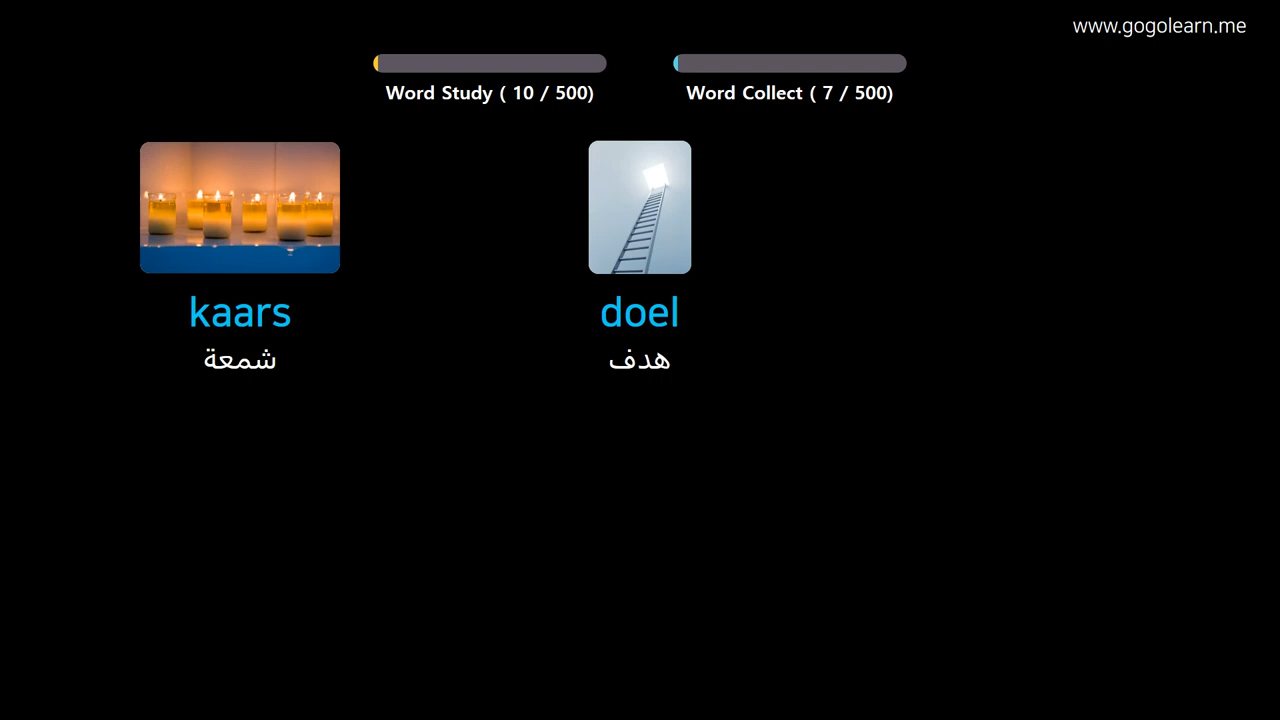 www.gogolearn.me
Word Study ( 10 / 500)
Word Collect ( 7 / 500)
kaars
شمعة
doel
هدف